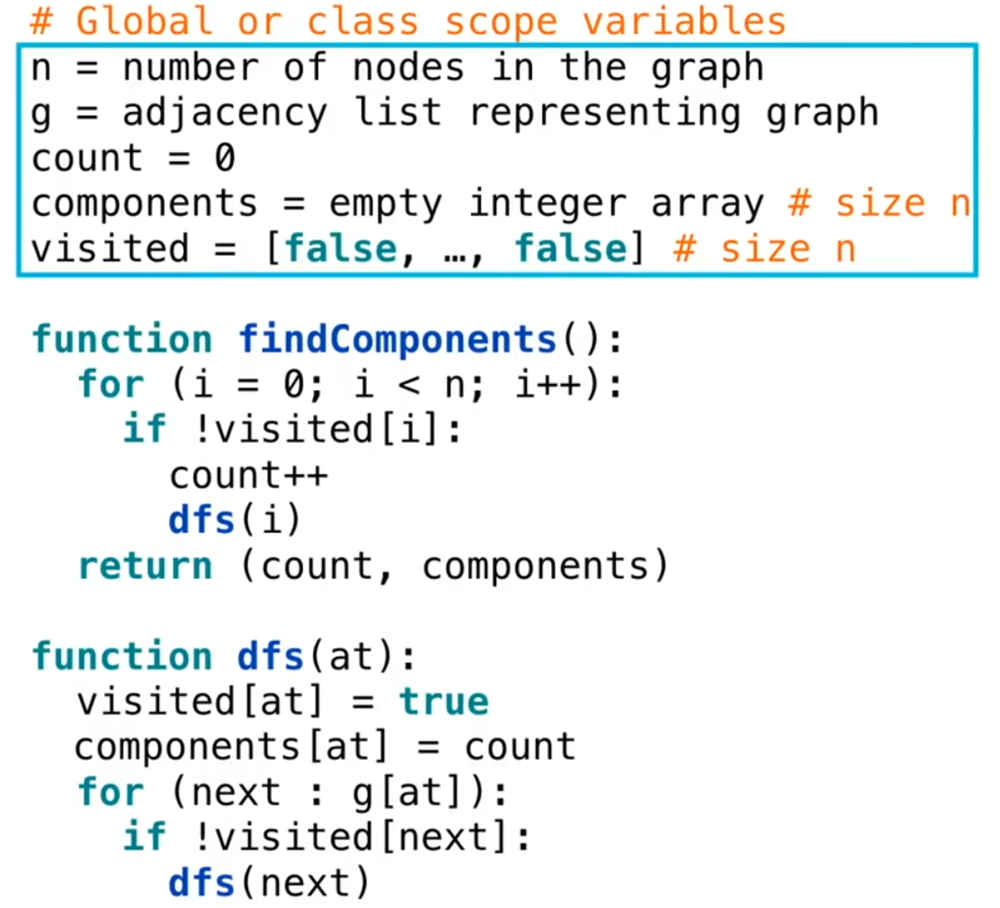 # Global or class scope variables
n = number of nodes in the graph
g = adjacency list representing graph
count = 0
components = empty integer array # size n
visited = [false, …, false] # size n
function findComponents():
for (i = 0; i < n; i++):
if !visited[i]:
count++
dfs(i)
return (count, components)
function dfs(at):
visited[at] = true
components[at] = count
for (next : g[at]):
if !visited[next]:
dfs(next)